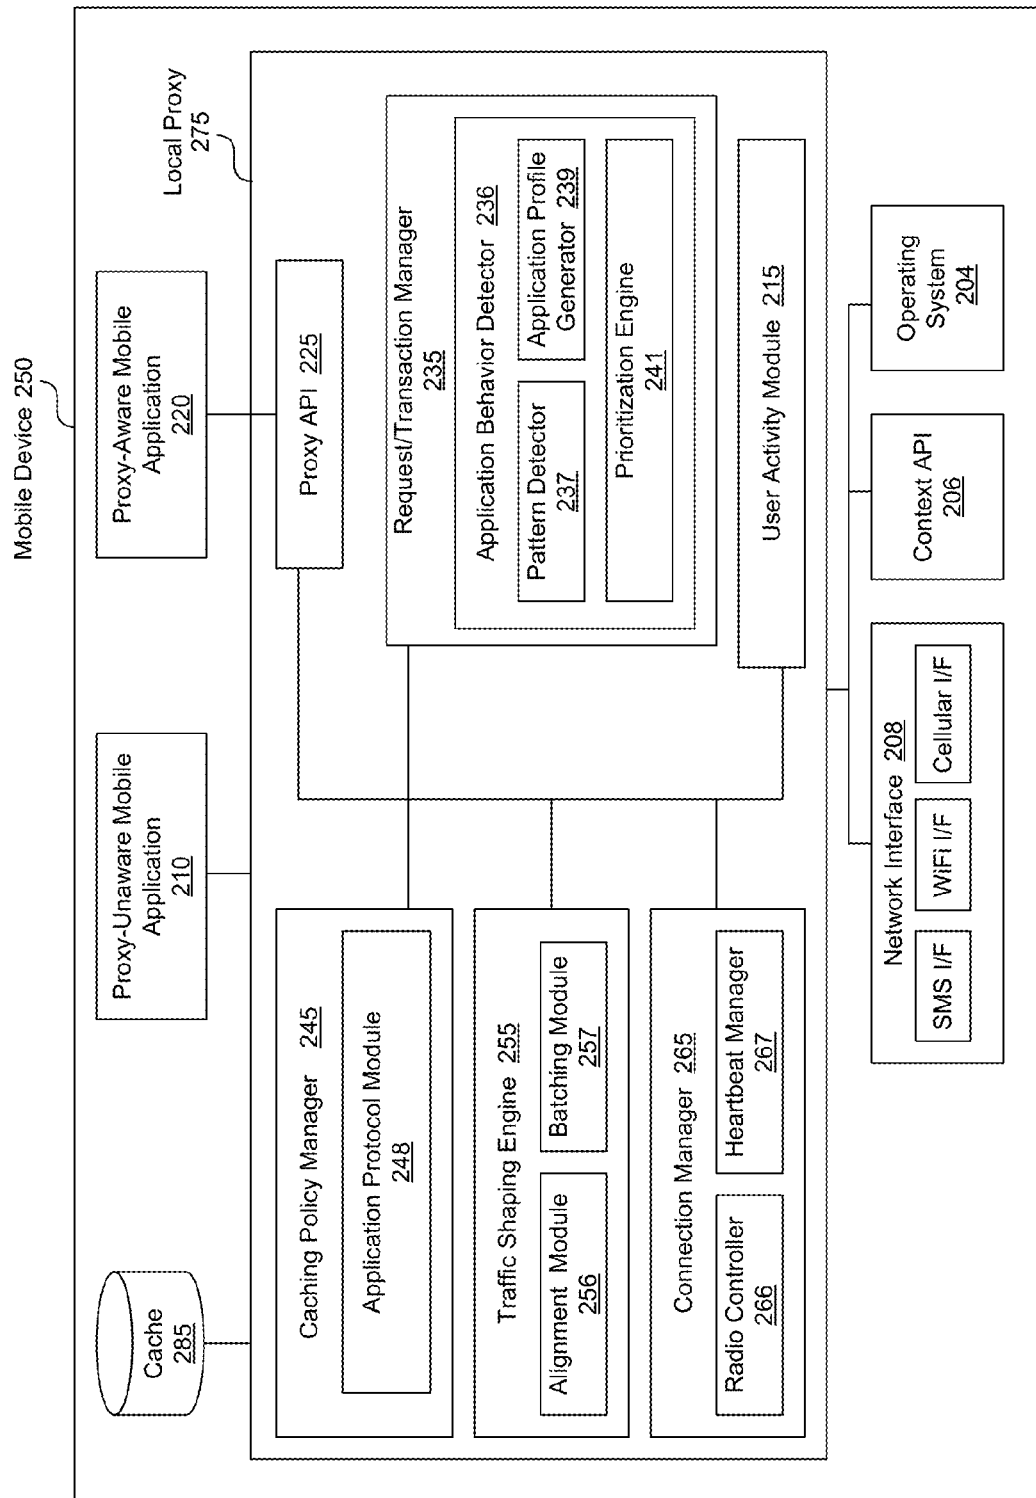 Mobile Device 250
Local Proxy
275
Cache
285
Proxy-Unaware Mobile
Application
210
Proxy-Aware Mobile
Application
220
Proxy API 225
Caching Policy Manager 245
Application Protocol Module
248
Request/Transaction Manager
235
Application Behavior Detector 236
Pattern Detector
237
Application Profile
Generator 239
Prioritization Engine
241
Traffic Shaping Engine 255
Alignment Module
256
Batching Module
257
Connection Manager 265
Radio Controller
266
Heartbeat Manager
267
User Activity Module 215
Network Interface 208
SMS I/F
WiFi I/F
Cellular I/F
Context API
206
Operating
System
204